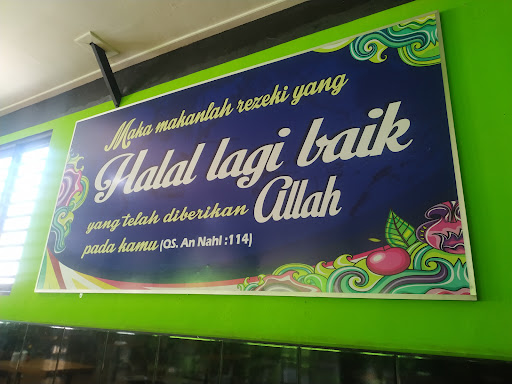 Maka makanlah rezeki yang
Halal lagi baik
yang telah diberikan Allah
pada kamu (QS. An Nahl :114)